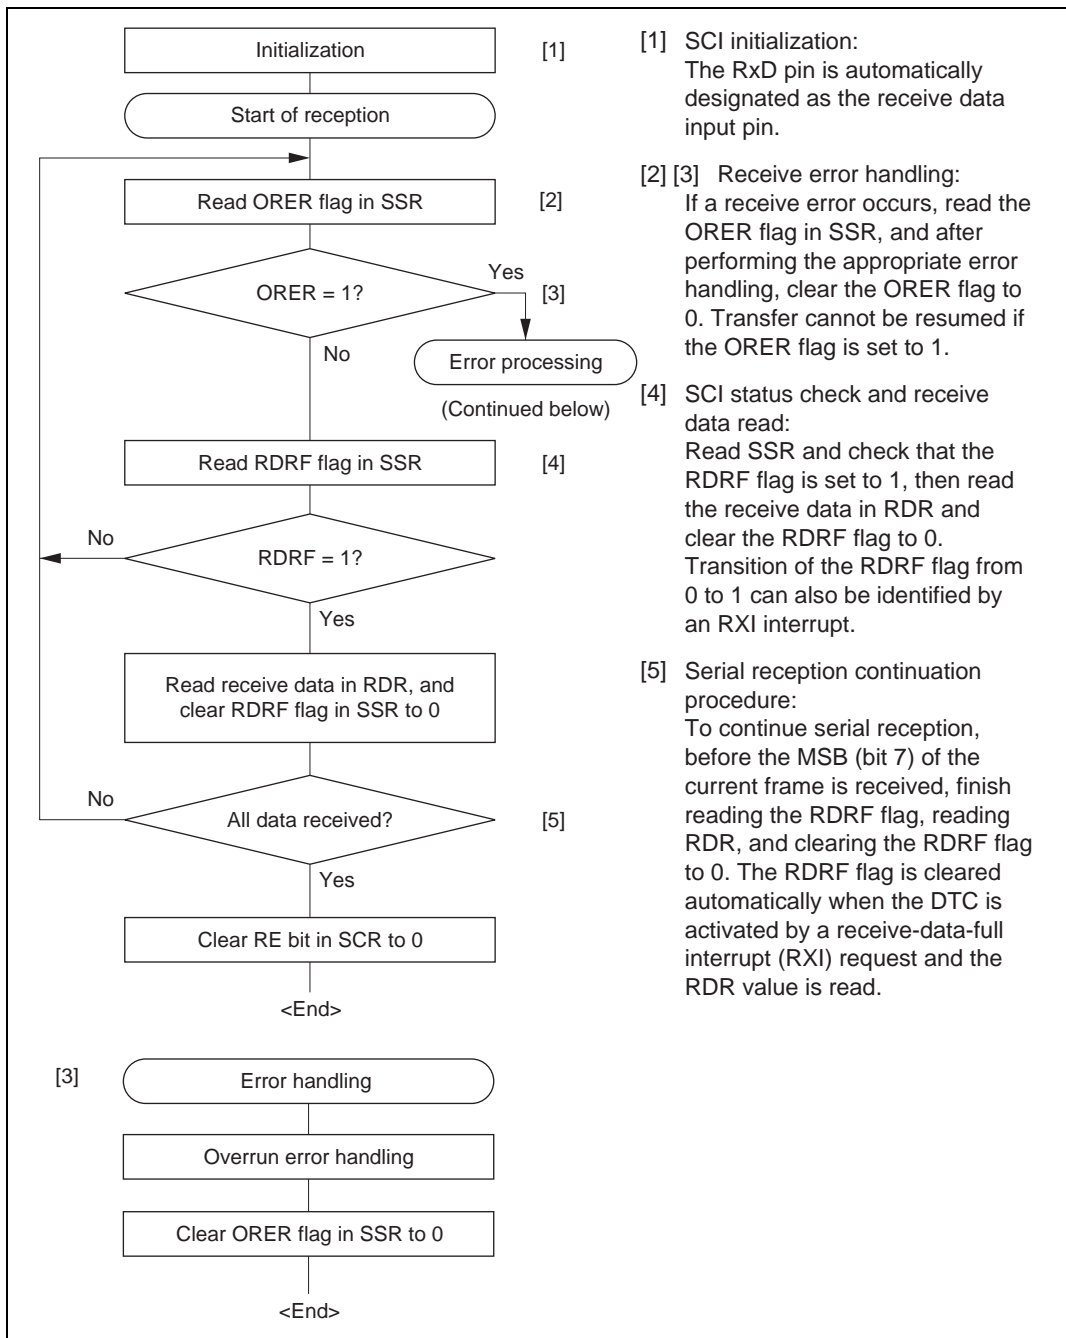 Initialization
[1]
Start of reception
Read ORER flag in SSR
[2]
Yes
ORER = 1?
[3]
No
Error processing
(Continued below)
Read RDRF flag in SSR
[4]
No
RDRF = 1?
Yes
Read receive data in RDR, and
clear RDRF flag in SSR to 0
No
All data received?
[5]
Yes
Clear RE bit in SCR to 0
<End>
[3]
Error handling
Overrun error handling
Clear ORER flag in SSR to 0
<End>
[1] SCI initialization:
The RxD pin is automatically
designated as the receive data
input pin.
[2] [3] Receive error handling:
If a receive error occurs, read the
ORER flag in SSR, and after
performing the appropriate error
handling, clear the ORER flag to
0. Transfer cannot be resumed if
the ORER flag is set to 1.
[4] SCI status check and receive
data read:
Read SSR and check that the
RDRF flag is set to 1, then read
the receive data in RDR and
clear the RDRF flag to 0.
Transition of the RDRF flag from
0 to 1 can also be identified by
an RXI interrupt.
[5] Serial reception continuation
procedure:
To continue serial reception,
before the MSB (bit 7) of the
current frame is received, finish
reading the RDRF flag, reading
RDR, and clearing the RDRF flag
to 0. The RDRF flag is cleared
automatically when the DTC is
activated by a receive-data-full
interrupt (RXI) request and the
RDR value is read.